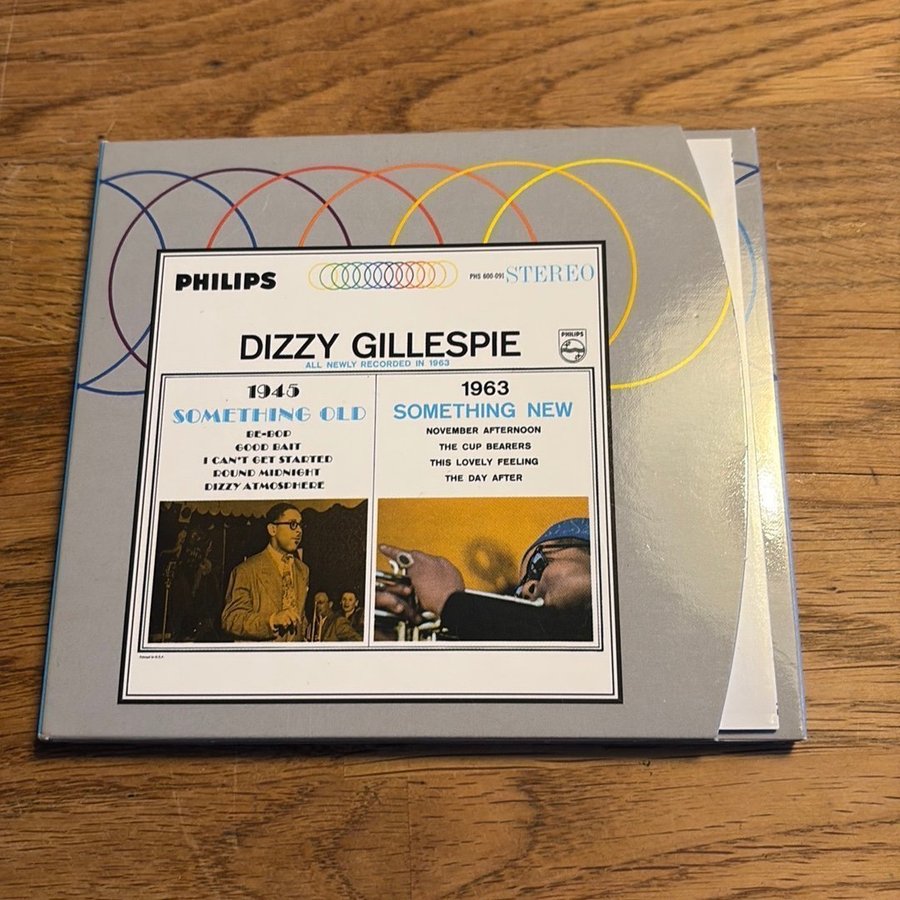 PHILIPS
PHS 600-091 STEREO
DIZZY GILLESPIE
PHILIPS
ALL NEWLY RECORDED IN 1963
1945
SOMETHING OLD
BE-BOP
GOOD BAIT
I CAN'T GET STARTED
ROUND MIDNIGHT
DIZZY ATMOSPHERE
1963
SOMETHING NEW
NOVEMBER AFTERNOON
THE CUP BEARERS
THIS LOVELY FEELING
THE DAY AFTER